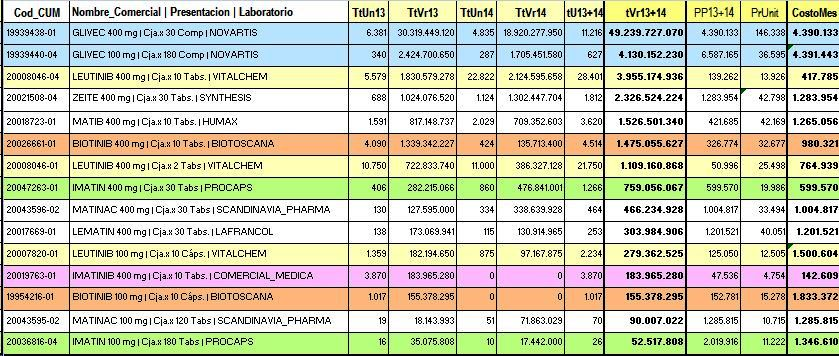 Cod_CUM Nombre_Comercial | Presentacion | Laboratorio TtUn13 TtVr13 TtUn14 TtVr14 tU13+14 tVr13+14 PP13+14 PrUnit CostoMes
19939438-01 GLIVEC 400 mg | Cja.x 30 Comp | NOVARTIS 6.381 30.319.449.120 4.835 18.920.277.950 11.216 49.239.727.070 4.390.133 146.338 4.390.133
19939440-04 GLIVEC 100 mg | Cja.x 180 Comp | NOVARTIS 340 2.424.700.650 287 1.705.451.580 627 4.130.152.230 6.587.165 36.595 4.391.443
20008046-04 LEUTINIB 400 mg | Cja.x 10 Tabs. | VITALCHEM 5.579 1.830.579.278 22.822 2.124.595.658 28.401 3.955.174.936 139.262 13.926 417.785
20021508-04 ZEITE 400 mg | Cja.x 30 Tabs. | SYNTHESIS 688 1.024.076.520 1.124 1.302.447.704 1.812 2.326.524.224 1.283.954 42.798 1.283.954
20018723-01 MATIB 400 mg | Cja.x 10 Tabs. | HUMAX 1.591 817.148.737 2.029 709.352.603 3.620 1.526.501.340 421.685 42.169 1.265.056
20026661-01 BIOTINIB 400 mg | Cja.x 10 Tabs. | BIOTOSCANA 4.090 1.339.342.227 424 135.713.400 4.514 1.475.055.627 326.774 32.677 980.321
20008046-01 LEUTINIB 400 mg | Cja.x 2 Tabs | VITALCHEM 10.750 722.833.740 11.000 386.327.128 21.750 1.109.160.868 50.996 25.498 764.939
20047263-01 IMATIN 400 mg | Cja.x 30 Tabs | PROCAPS 406 282.215.066 860 476.841.001 1.266 759.056.067 599.570 19.986 599.570
20043596-02 MATINAC 400 mg | Cja.x 30 Tabs | SCANDINAVIA_PHARMA 130 127.595.000 334 338.639.928 464 466.234.928 1.004.817 33.494 1.004.817
20017669-01 LEMATIN 400 mg | Cja.x 30 Tabs. | LAFRANCOL 138 173.069.941 115 130.914.965 253 303.984.906 1.201.521 40.051 1.201.521
20007820-01 LEUTINIB 100 mg | Cja.x 10 Cáps. | VITALCHEM 1.359 182.194.650 875 97.167.875 2.234 279.362.525 125.050 12.505 1.500.604
20019763-01 IMATINIB 400 mg | Cja.x 10 Tabs. | COMERCIAL_MEDICA 3.870 183.965.280 0 0 3.870 183.965.280 47.536 4.754 142.609
19954216-01 BIOTINIB 100 mg | Cja.x 10 Cáps. | BIOTOSCANA 1.017 155.378.295 0 0 1.017 155.378.295 152.781 15.278 1.833.372
20043595-02 MATINAC 100 mg | Cja.x 120 Tabs | SCANDINAVIA_PHARMA 19 18.143.993 51 71.863.029 70 90.007.022 1.285.815 10.715 1.285.815
20036816-04 IMATIN 100 mg | Cja.x 180 Tabs | PROCAPS 16 35.075.808 10 17.442.000 26 52.517.808 2.019.916 11.222 1.346.610